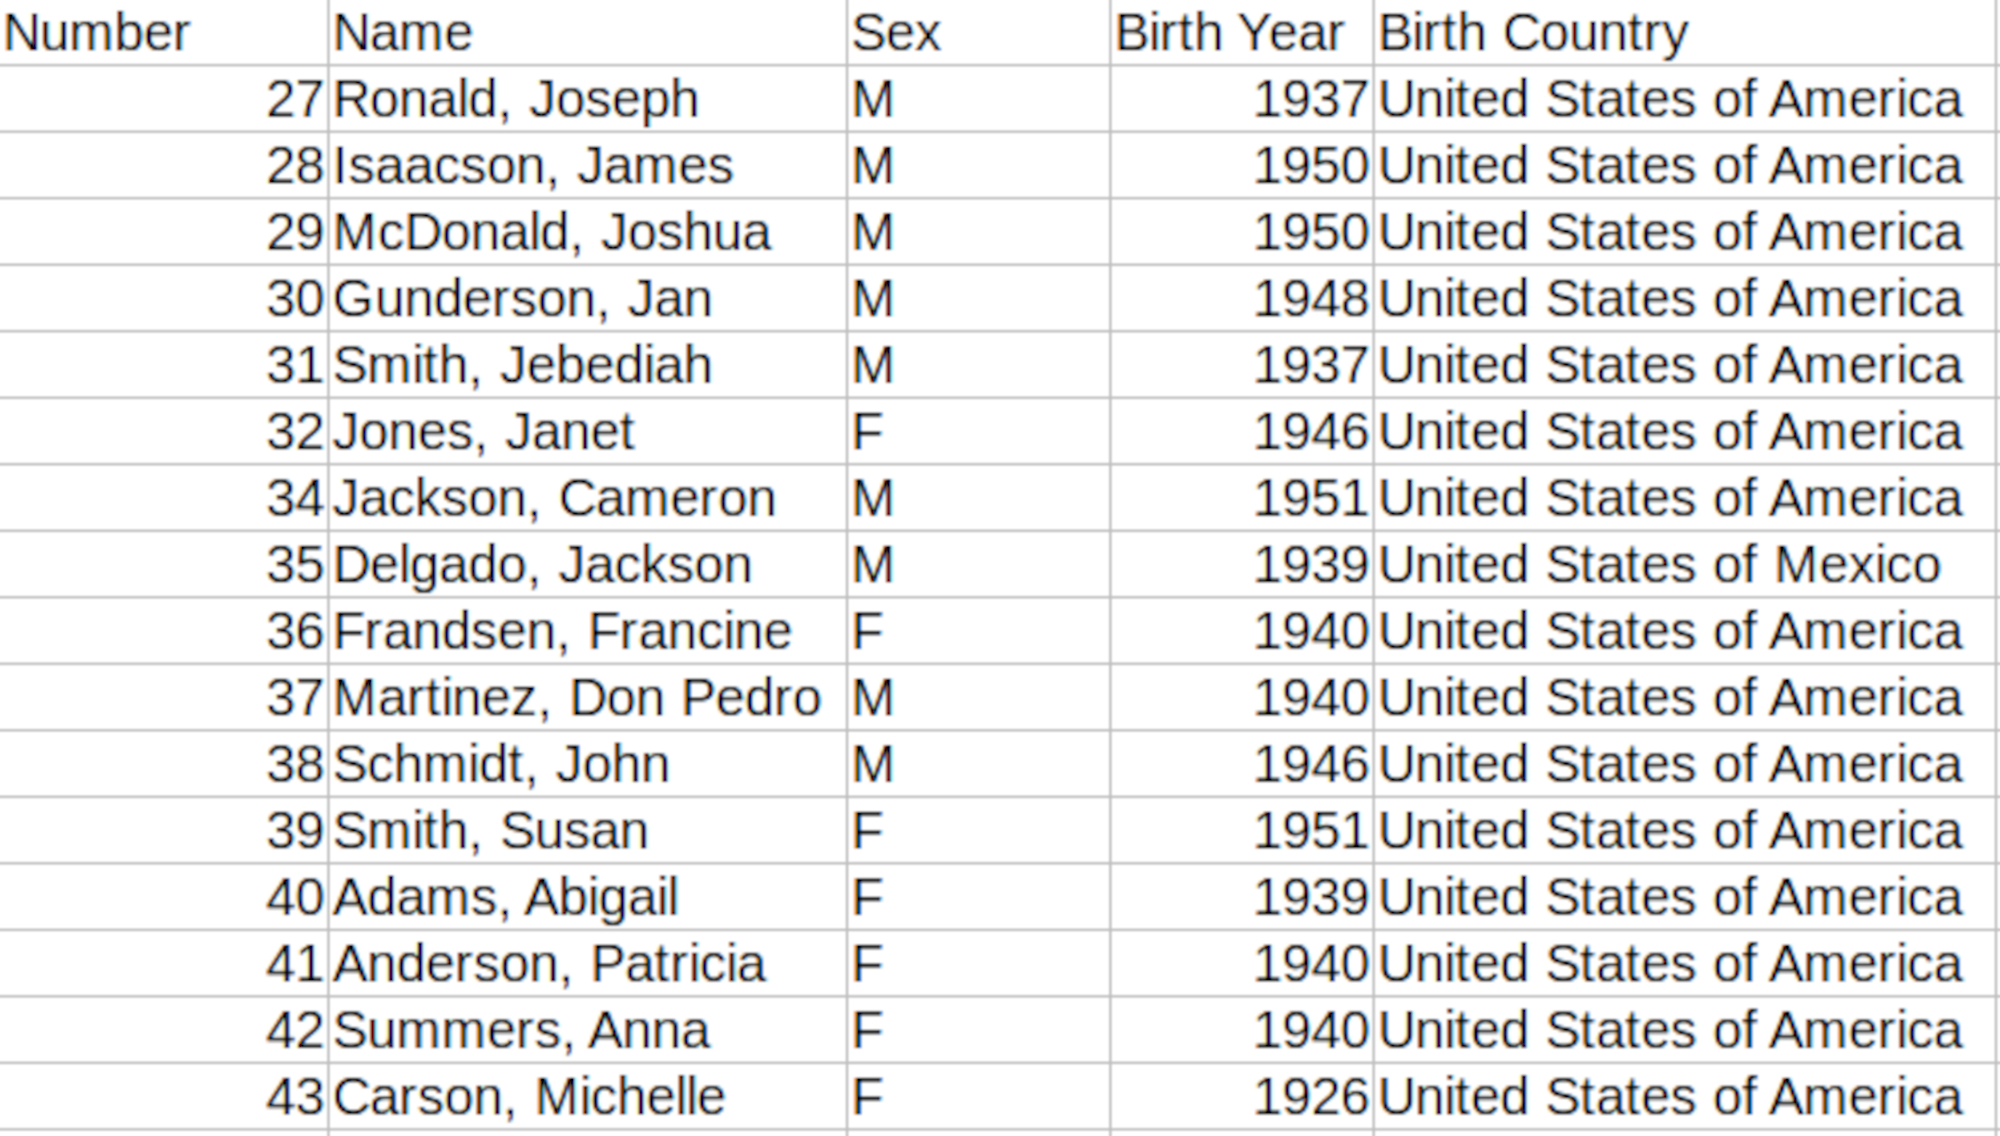 Number Name Sex Birth Year Birth Country
27 Ronald, Joseph M 1937 United States of America
28 Isaacson, James M 1950 United States of America
29 McDonald, Joshua M 1950 United States of America
30 Gunderson, Jan M 1948 United States of America
31 Smith, Jebediah M 1937 United States of America
32 Jones, Janet F 1946 United States of America
34 Jackson, Cameron M 1951 United States of America
35 Delgado, Jackson M 1939 United States of Mexico
36 Frandsen, Francine F 1940 United States of America
37 Martinez, Don Pedro M 1940 United States of America
38 Schmidt, John M 1946 United States of America
39 Smith, Susan F 1951 United States of America
40 Adams, Abigail F 1939 United States of America
41 Anderson, Patricia F 1940 United States of America
42 Summers, Anna F 1940 United States of America
43 Carson, Michelle F 1926 United States of America